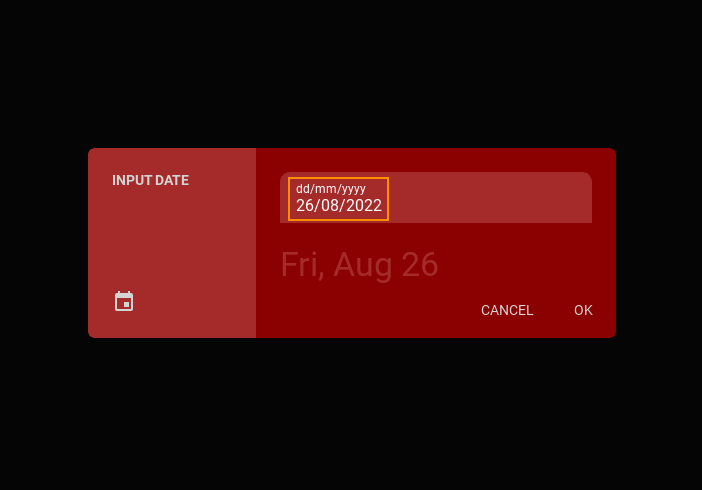 INPUT DATE
dd/mm/yyyy
26/08/2022
Fri, Aug 26
CANCEL OK